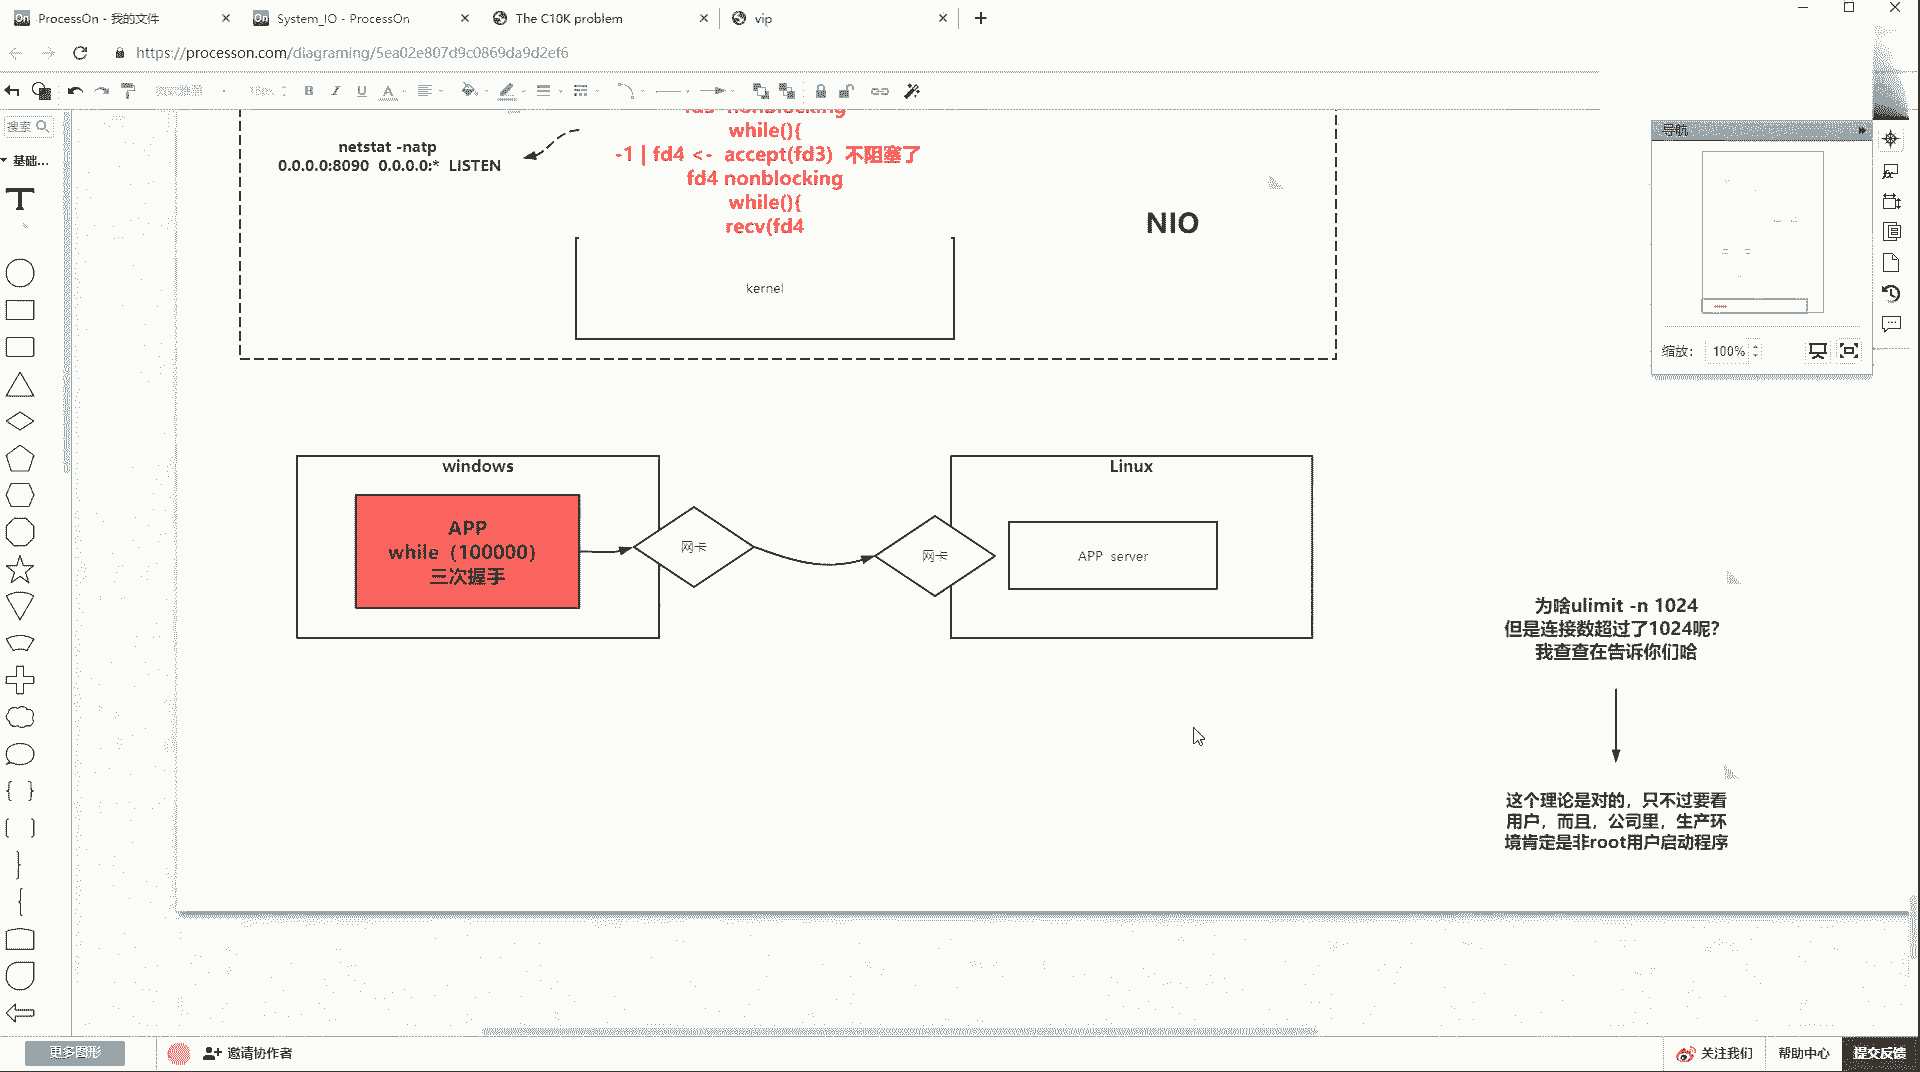 ProcessOn - 我的文件
System_IO - ProcessOn
The C10K problem
vip
https://processon.com/diagraming/5ea02e807d9c0869da9d2ef6
B I U A
搜索
基础...
导航
缩放：
100%
while(){
-1 | fd4 <- accept(fd3) 不阻塞了
fd4 nonblocking
while(){
recv(fd4
netstat -natp
0.0.0.0:8090 0.0.0.0:* LISTEN
NIO
kernel
windows
APP
while（100000）
三次握手
网卡
网卡
Linux
APP server
为啥ulimit -n 1024
但是连接数超过了1024呢？
我查查在告诉你们哈
这个理论是对的，只不过要看
用户，而且，公司里，生产环
境肯定是非root用户启动程序
更多图形
邀请协作者
关注我们
帮助中心
提交反馈